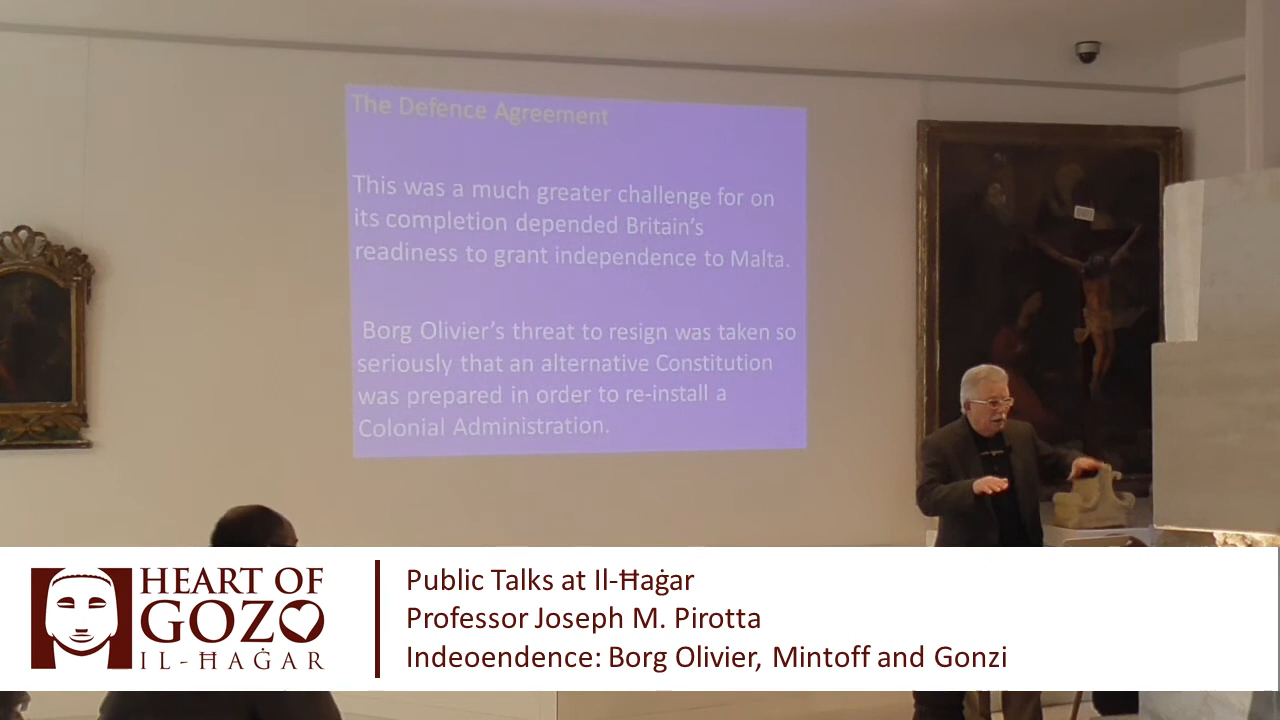 The Defence Agreement
This was a much greater challenge for on
its completion depended Britain's
readiness to grant independence to Malta.
Borg Olivier's threat to resign was taken so
seriously that an alternative Constitution
was prepared in order to re-install a
Colonial Administration.
HEART OF
GOZO
IL-ĦAĠAR
Public Talks at Il-Ħaġar
Professor Joseph M. Pirotta
Indeoendence: Borg Olivier, Mintoff and Gonzi